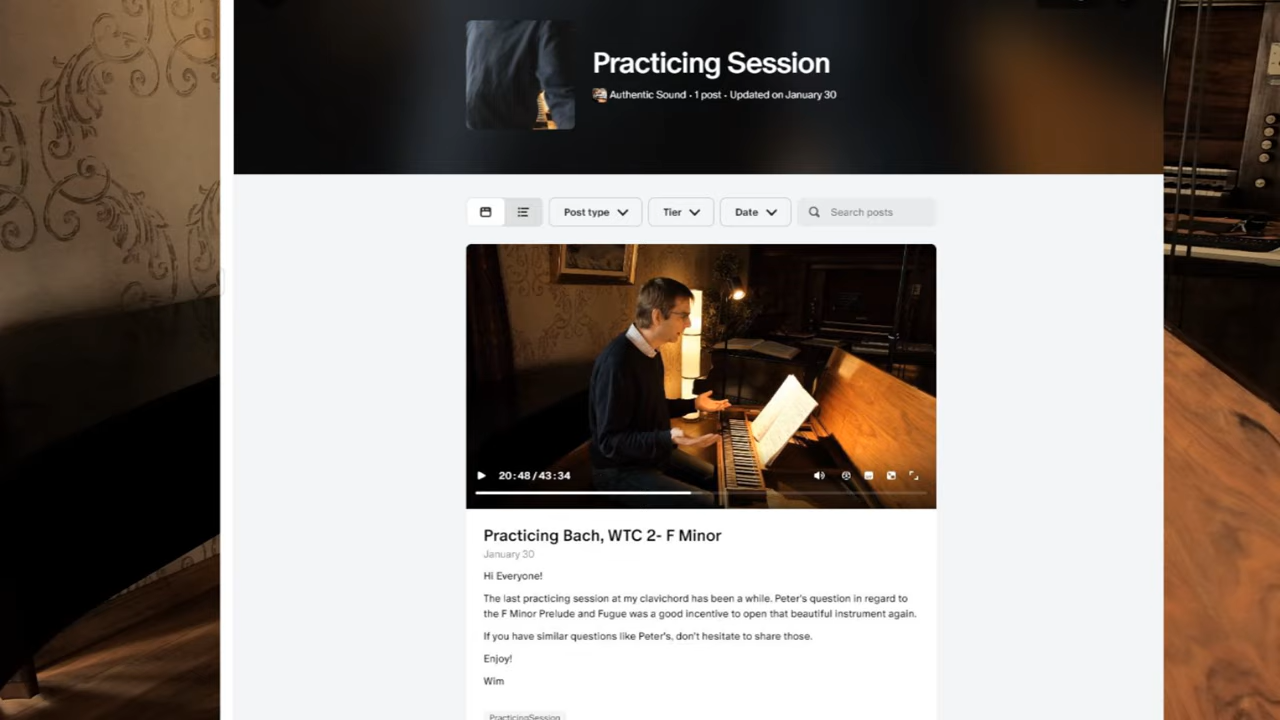 Practicing Session
Authentic Sound · 1 post · Updated on January 30
Post type
Tier
Date
Search posts
20:48 / 43:34
Practicing Bach, WTC 2- F Minor
January 30
Hi Everyone!
The last practicing session at my clavichord has been a while. Peter's question in regard to
the F Minor Prelude and Fugue was a good incentive to open that beautiful instrument again.
If you have similar questions like Peter's, don't hesitate to share those.
Enjoy!
Wim
PracticingSession